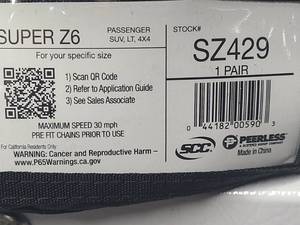 SUPER Z6
PASSENGER
SUV, LT, 4X4
For your specific size
1) Scan QR Code
2) Refer to Application Guide
3) See Sales Associate
MAXIMUM SPEED 30 mph
PRE FIT CHAINS PRIOR TO USE
For California Residents Only
WARNING: Cancer and Reproductive Harm –
www.P65Warnings.ca.gov
STOCK#
SZ429
1 PAIR
0 44182 00590 3
SCC
PEERLESS
Made in China